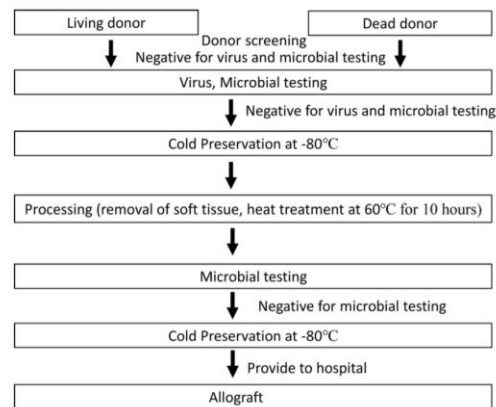 Living donor
Dead donor
Donor screening
Negative for virus and microbial testing
Virus, Microbial testing
Negative for virus and microbial testing
Cold Preservation at -80℃
Processing (removal of soft tissue, heat treatment at 60℃ for 10 hours)
Microbial testing
Negative for microbial testing
Cold Preservation at -80℃
Provide to hospital
Allograft